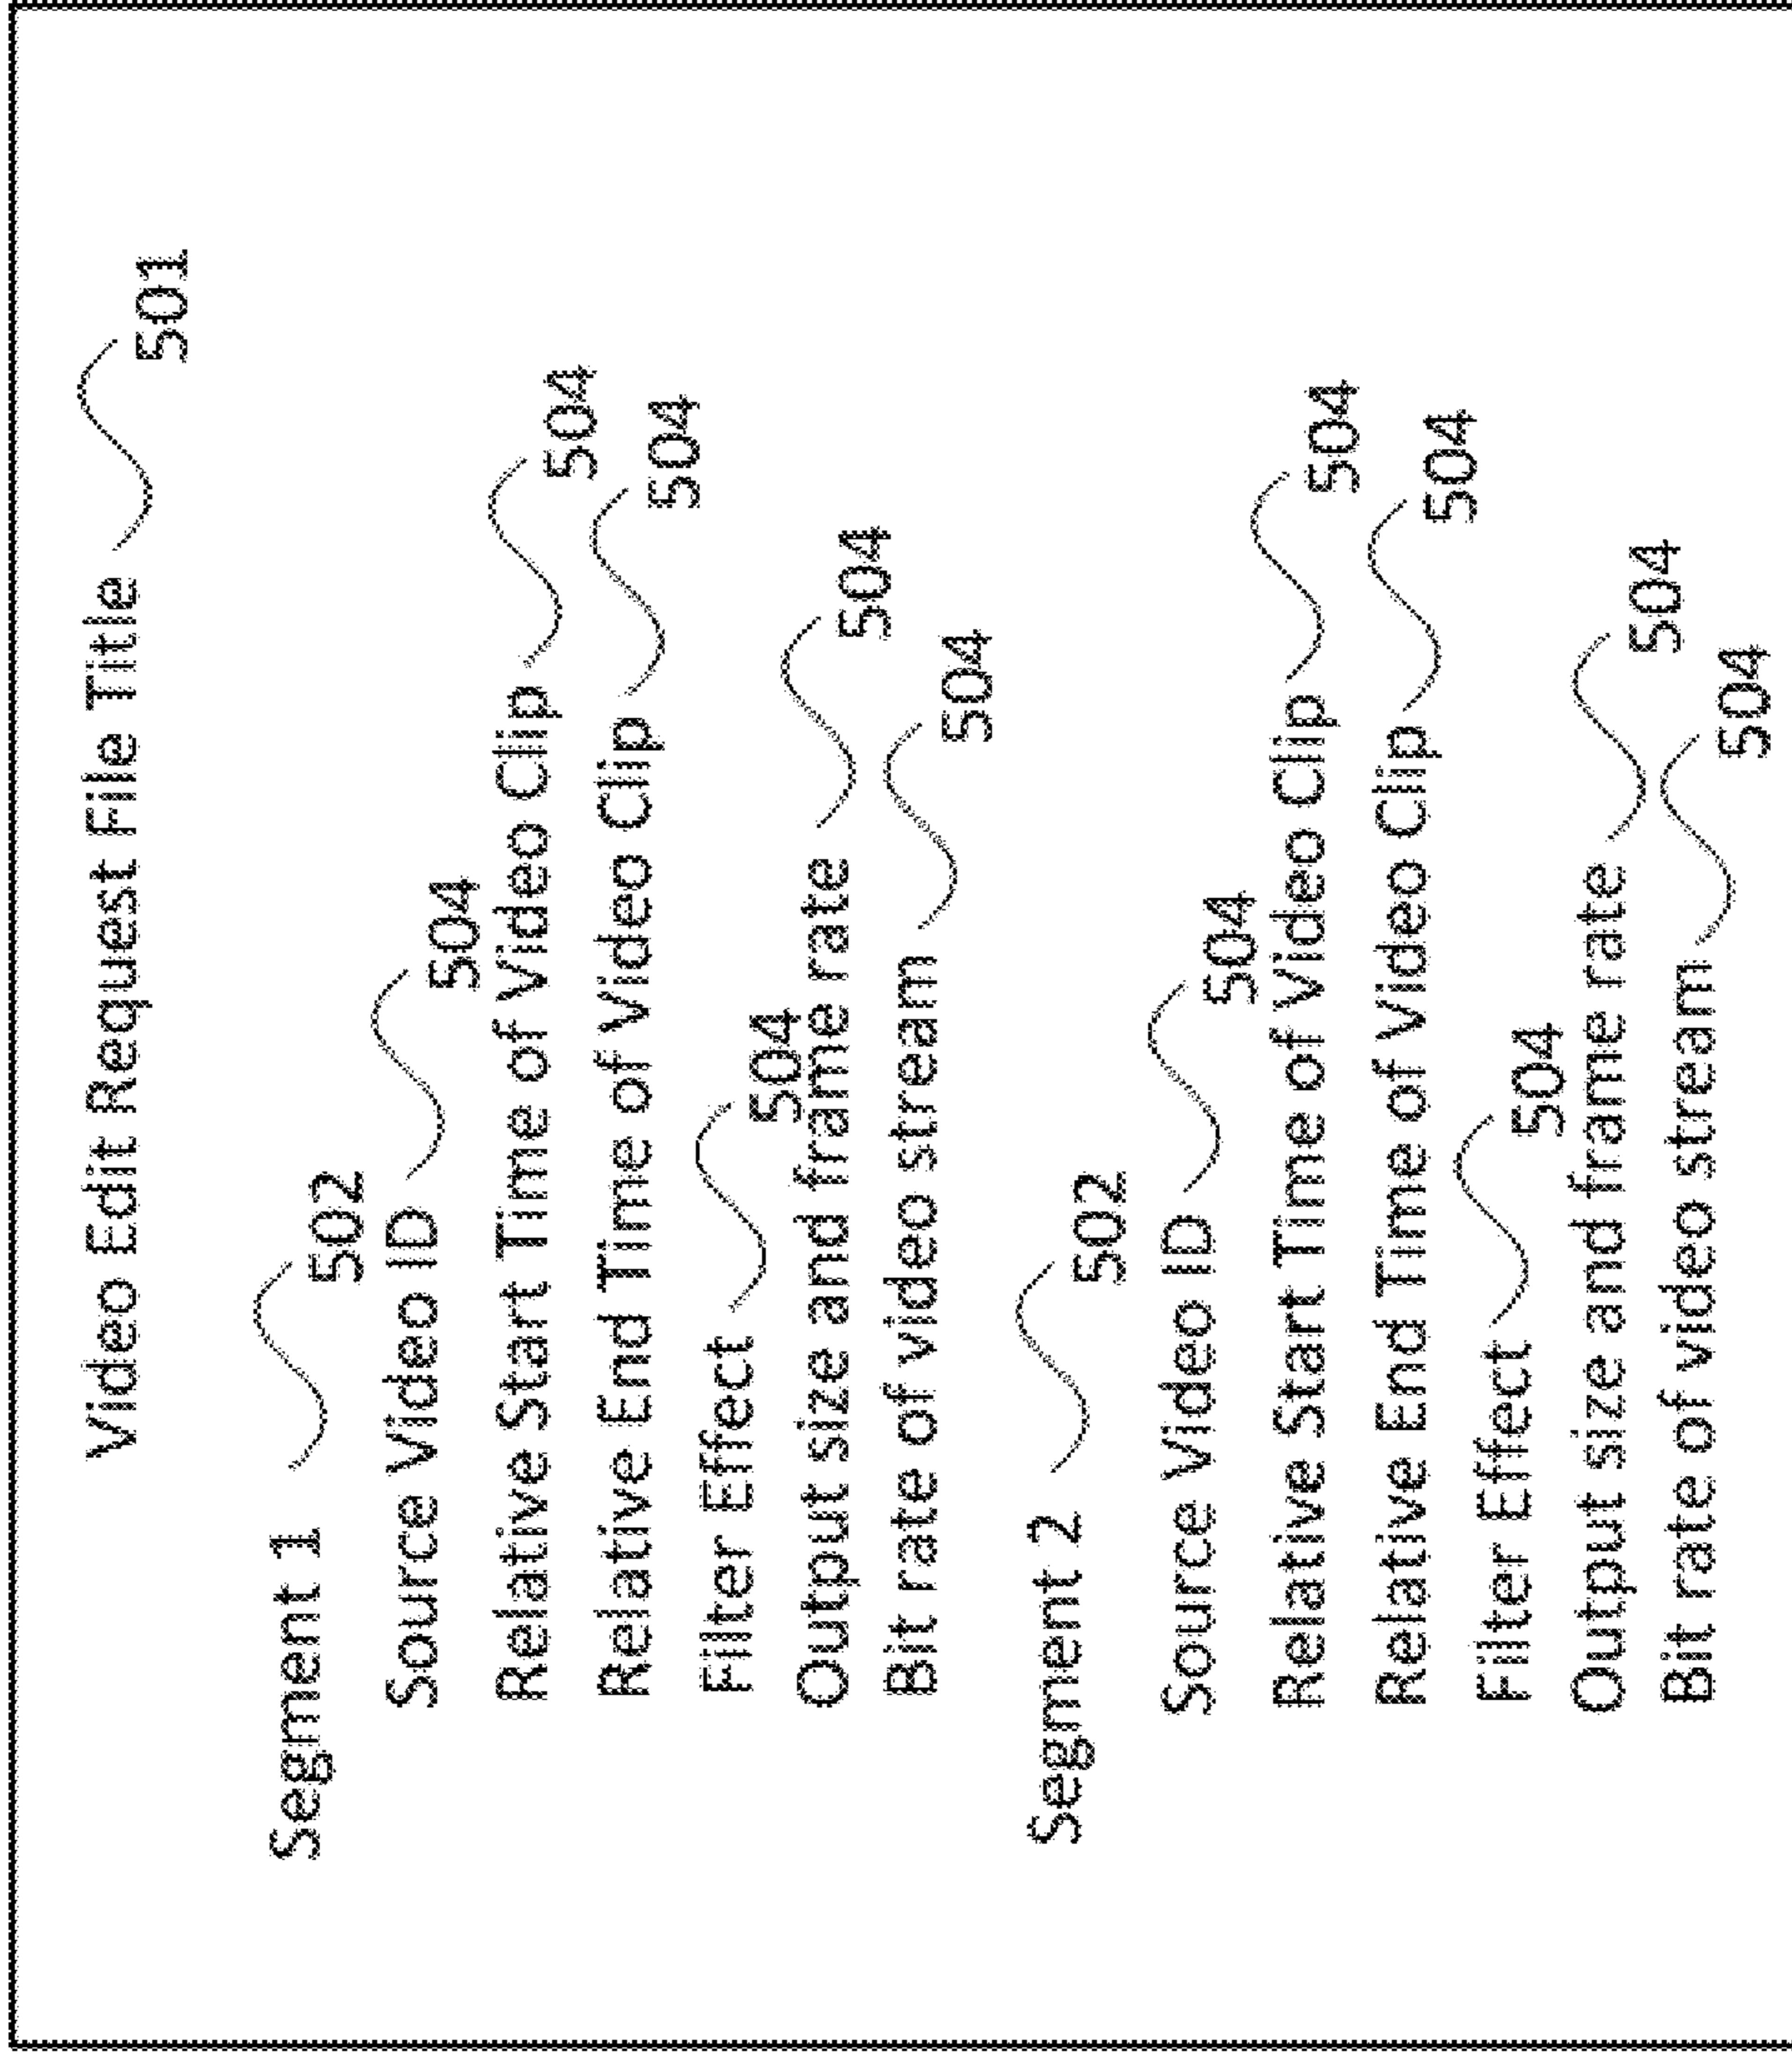 Video Edit Request File Title 501
Segment 1 502
Source Video ID 504
Relative Start Time of Video Clip 504
Relative End Time of Video Clip 504
Filter Effect 504
Output size and frame rate 504
Bit rate of video stream 504
Segment 2 502
Source Video ID 504
Relative Start Time of Video Clip 504
Relative End Time of Video Clip 504
Filter Effect 504
Output size and frame rate 504
Bit rate of video stream 504